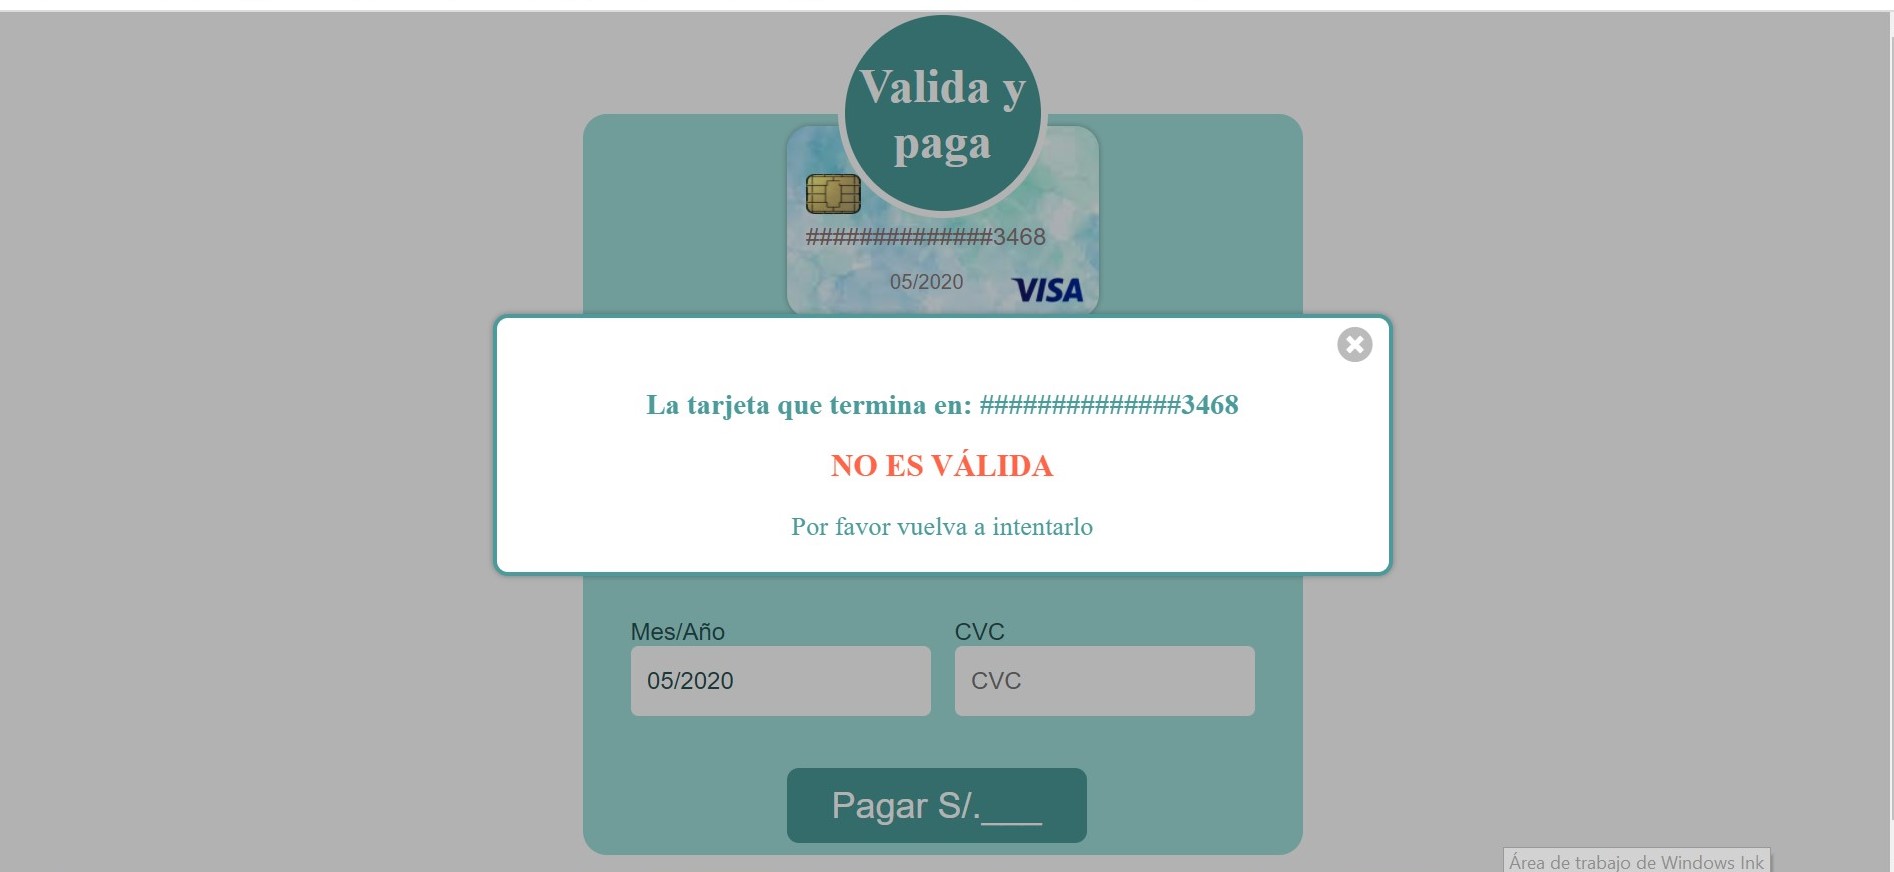 Valida y
paga
##############3468
05/2020
VISA
La tarjeta que termina en: ##############3468
NO ES VÁLIDA
Por favor vuelva a intentarlo
Mes/Año
CVC
05/2020
CVC
Pagar S/.___
Área de trabajo de Windows Ink